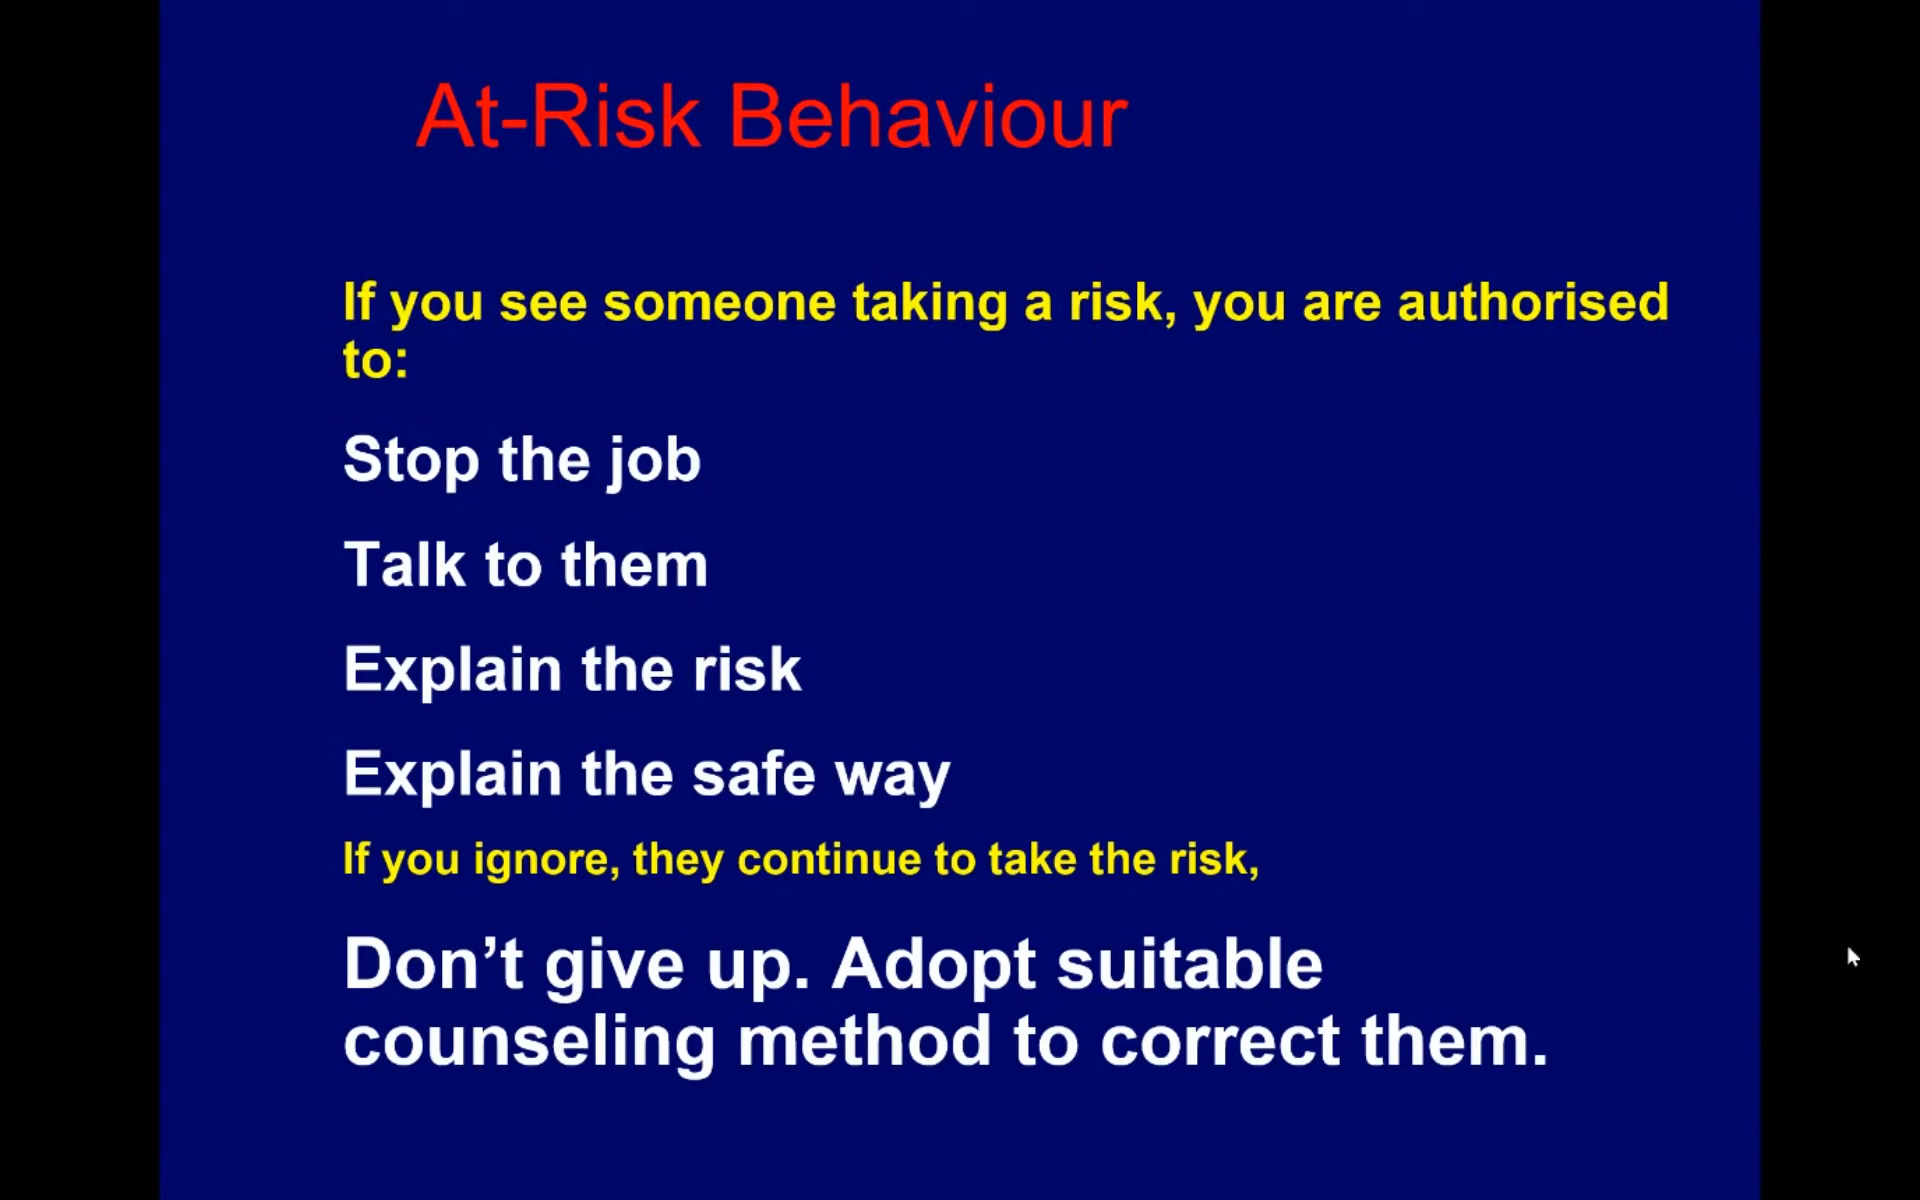 At-Risk Behaviour
If you see someone taking a risk, you are authorised
to:
Stop the job
Talk to them
Explain the risk
Explain the safe way
If you ignore, they continue to take the risk,
Don’t give up. Adopt suitable
counseling method to correct them.